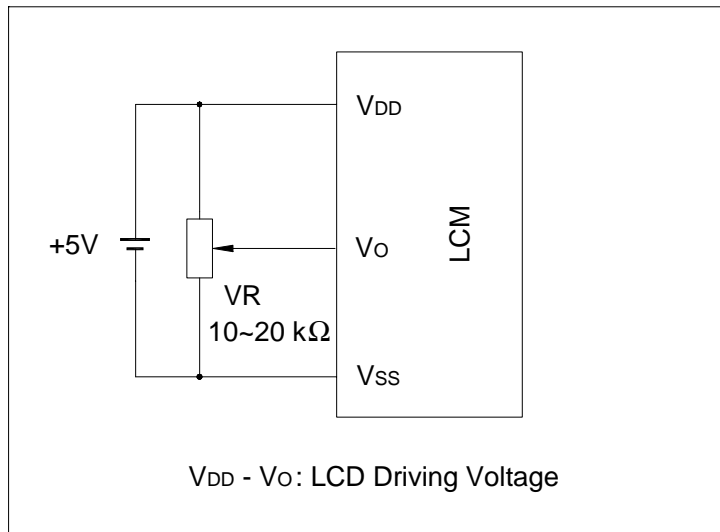 VDD
+5V
VO
LCM
VR
10~20 kΩ
VSS
VDD - VO: LCD Driving Voltage